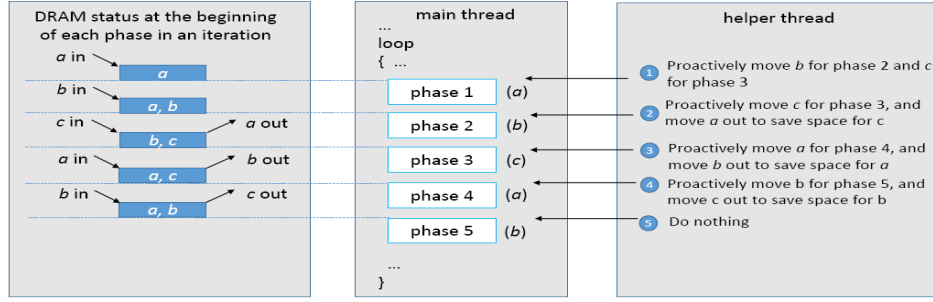 DRAM status at the beginning
of each phase in an iteration
a in
a
b in
a, b
c in
a out
b, c
a in
b out
a, c
b in
c out
a, b
main thread
...
loop
{ ...
phase 1 (a)
phase 2 (b)
phase 3 (c)
phase 4 (a)
phase 5 (b)
...
}
helper thread
1 Proactively move b for phase 2 and c
for phase 3
2 Proactively move c for phase 3, and
move a out to save space for c
3 Proactively move a for phase 4, and
move b out to save space for a
4 Proactively move b for phase 5, and
move c out to save space for b
5 Do nothing